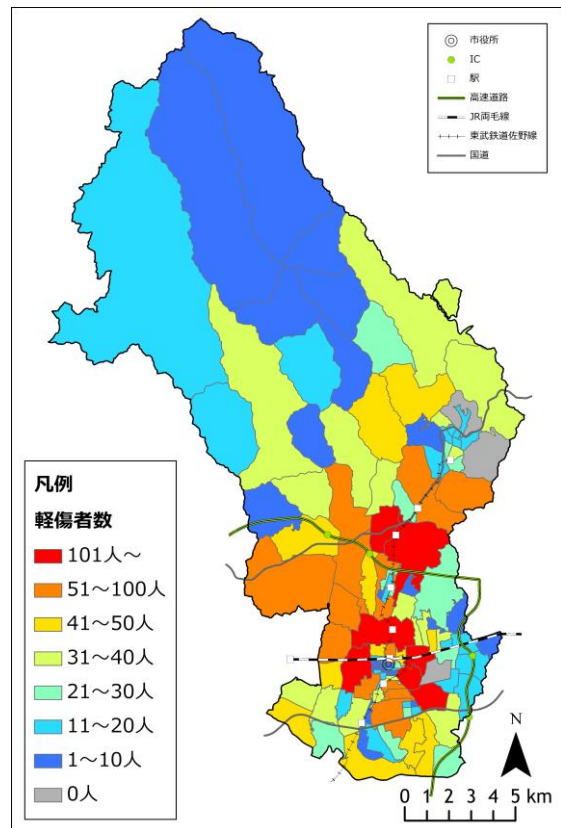 市役所
IC
駅
高速道路
JR両毛線
東武鉄道佐野線
国道
凡例
軽傷者数
101人～
51～100人
41～50人
31～40人
21～30人
11～20人
1～10人
0人
N
0 1 2 3 4 5 km